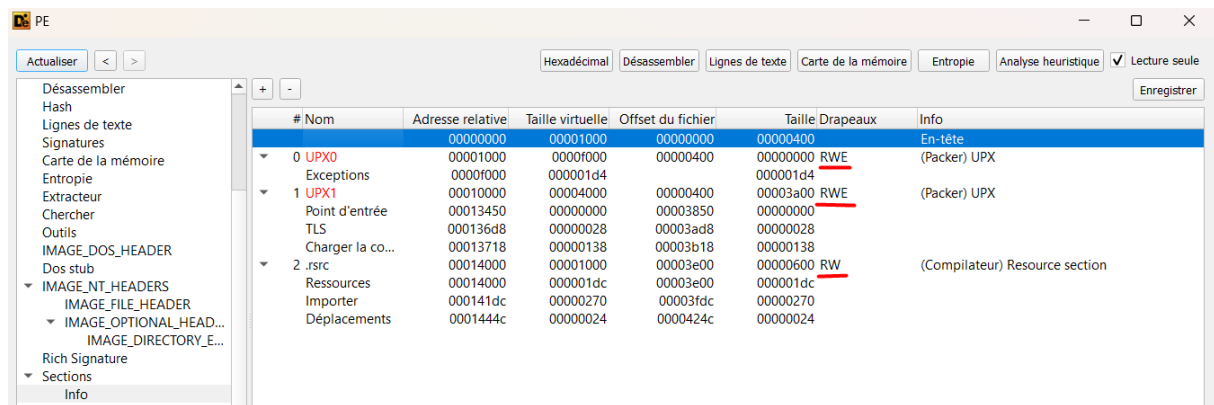 PE
Actualiser < > Hexadécimal Désassembler Lignes de texte Carte de la mémoire Entropie Analyse heuristique Lecture seule
+ - Enregistrer
Désassembler
Hash
Lignes de texte
Signatures
Carte de la mémoire
Entropie
Extracteur
Chercher
Outils
IMAGE_DOS_HEADER
Dos stub
IMAGE_NT_HEADERS
IMAGE_FILE_HEADER
IMAGE_OPTIONAL_HEAD...
IMAGE_DIRECTORY_E...
Rich Signature
Sections
Info
# Nom Adresse relative Taille virtuelle Offset du fichier Taille Drapeaux Info
00000000 00001000 00000000 00000400 En-tête
0 UPX0 00001000 0000f000 00000400 00000000 RWE (Packer) UPX
Exceptions 0000f000 000001d4 000001d4
1 UPX1 00010000 00004000 00000400 00003a00 RWE (Packer) UPX
Point d'entrée 00013450 00000000 00003850 00000000
TLS 000136d8 00000028 00003ad8 00000028
Charger la co... 00013718 00000138 00003b18 00000138
2 .rsrc 00014000 00001000 00003e00 00000600 RW (Compilateur) Resource section
Ressources 00014000 000001dc 00003e00 000001dc
Importer 000141dc 00000270 00003fdc 00000270
Déplacements 0001444c 00000024 0000424c 00000024